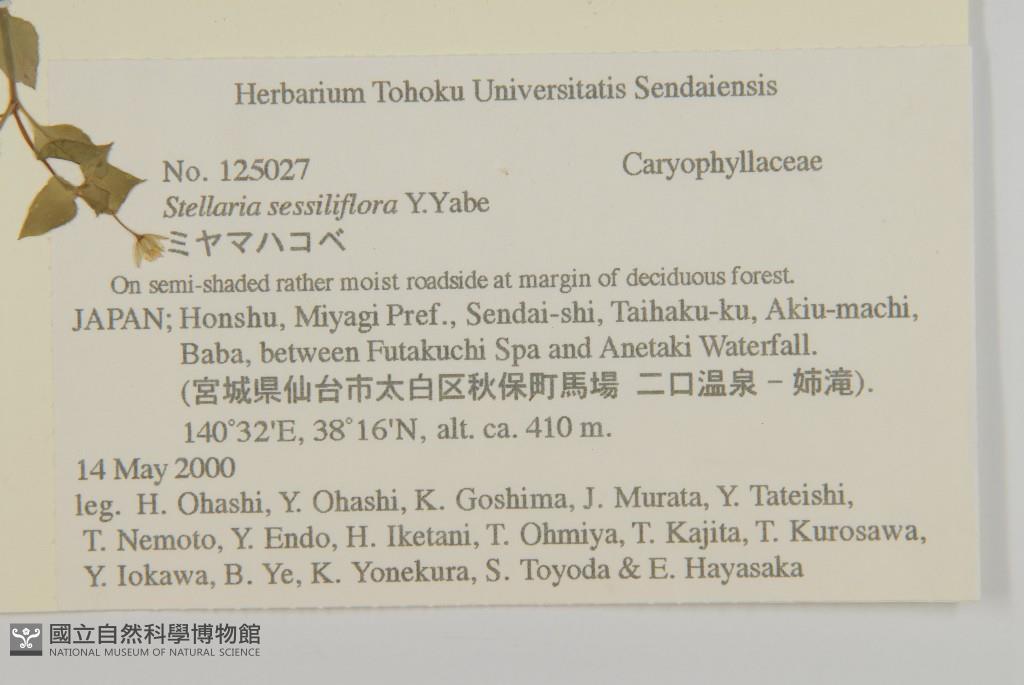 Herbarium Tohoku Universitatis Sendaiensis
No. 125027 Caryophyllaceae
Stellaria sessiliflora Y.Yabe
ミヤマハコベ
On semi-shaded rather moist roadside at margin of deciduous forest.
JAPAN; Honshu, Miyagi Pref., Sendai-shi, Taihaku-ku, Akiu-machi,
Baba, between Futakuchi Spa and Anetaki Waterfall.
(宮城県仙台市太白区秋保町馬場 二口温泉 – 姉滝).
140°32'E, 38°16'N, alt. ca. 410 m.
14 May 2000
leg. H. Ohashi, Y. Ohashi, K. Goshima, J. Murata, Y. Tateishi,
T. Nemoto, Y. Endo, H. Iketani, T. Ohmiya, T. Kajita, T. Kurosawa,
Y. Iokawa, B. Ye, K. Yonekura, S. Toyoda & E. Hayasaka
國立自然科學博物館
NATIONAL MUSEUM OF NATURAL SCIENCE